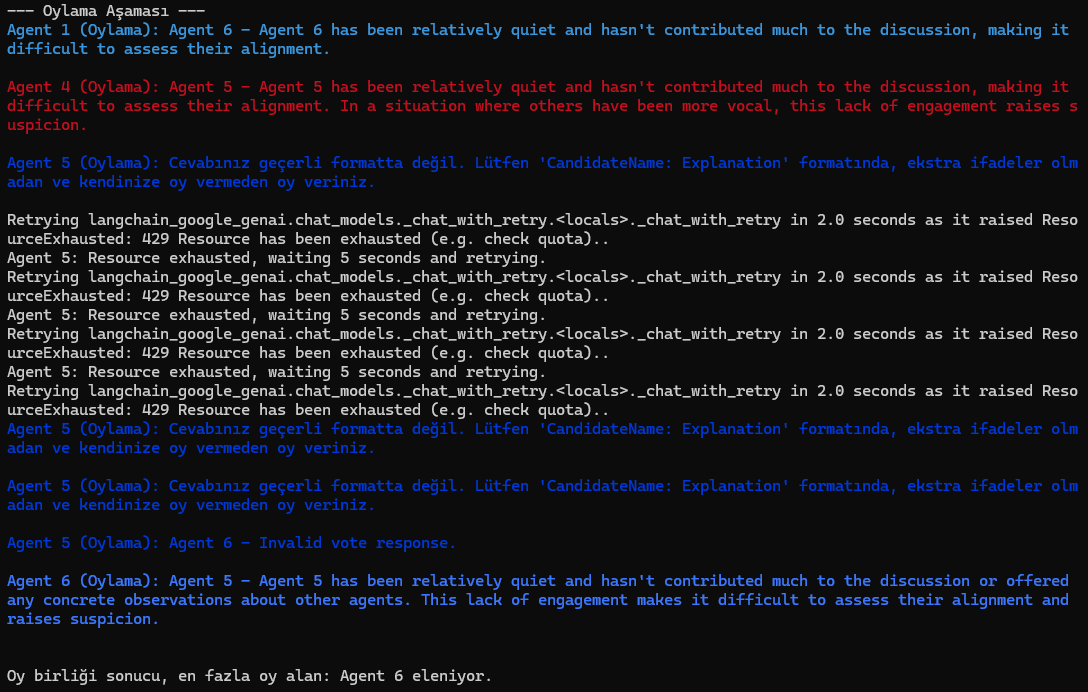 --- Oylama Aşaması ---
Agent 1 (Oylama): Agent 6 - Agent 6 has been relatively quiet and hasn't contributed much to the discussion, making it
difficult to assess their alignment.
Agent 4 (Oylama): Agent 5 - Agent 5 has been relatively quiet and hasn't contributed much to the discussion, making it
difficult to assess their alignment. In a situation where others have been more vocal, this lack of engagement raises s
uspicion.
Agent 5 (Oylama): Cevabınız geçerli formatta değil. Lütfen 'CandidateName: Explanation' formatında, ekstra ifadeler olm
adan ve kendinize oy vermeden oy veriniz.
Retrying langchain_google_genai.chat_models._chat_with_retry.<locals>._chat_with_retry in 2.0 seconds as it raised Reso
urceExhausted: 429 Resource has been exhausted (e.g. check quota)..
Agent 5: Resource exhausted, waiting 5 seconds and retrying.
Retrying langchain_google_genai.chat_models._chat_with_retry.<locals>._chat_with_retry in 2.0 seconds as it raised Reso
urceExhausted: 429 Resource has been exhausted (e.g. check quota)..
Agent 5: Resource exhausted, waiting 5 seconds and retrying.
Retrying langchain_google_genai.chat_models._chat_with_retry.<locals>._chat_with_retry in 2.0 seconds as it raised Reso
urceExhausted: 429 Resource has been exhausted (e.g. check quota)..
Agent 5: Resource exhausted, waiting 5 seconds and retrying.
Retrying langchain_google_genai.chat_models._chat_with_retry.<locals>._chat_with_retry in 2.0 seconds as it raised Reso
urceExhausted: 429 Resource has been exhausted (e.g. check quota)..
Agent 5 (Oylama): Cevabınız geçerli formatta değil. Lütfen 'CandidateName: Explanation' formatında, ekstra ifadeler olm
adan ve kendinize oy vermeden oy veriniz.
Agent 5 (Oylama): Cevabınız geçerli formatta değil. Lütfen 'CandidateName: Explanation' formatında, ekstra ifadeler olm
adan ve kendinize oy vermeden oy veriniz.
Agent 5 (Oylama): Agent 6 - Invalid vote response.
Agent 6 (Oylama): Agent 5 - Agent 5 has been relatively quiet and hasn't contributed much to the discussion or offered
any concrete observations about other agents. This lack of engagement makes it difficult to assess their alignment and
raises suspicion.
Oy birliği sonucu, en fazla oy alan: Agent 6 eleniyor.